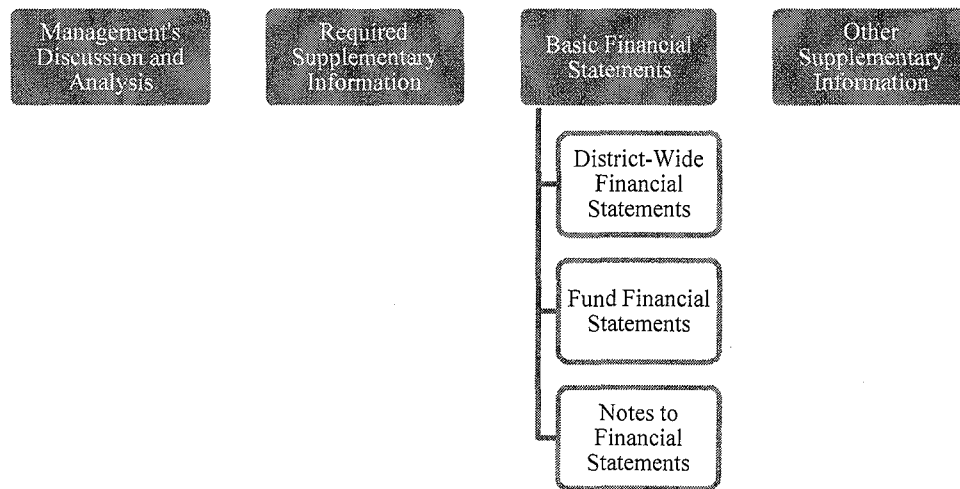 Management's
Discussion and
Analysis
Required
Supplementary
Information
Basic Financial
Statements
Other
Supplementary
Information
District-Wide
Financial
Statements
Fund Financial
Statements
Notes to
Financial
Statements